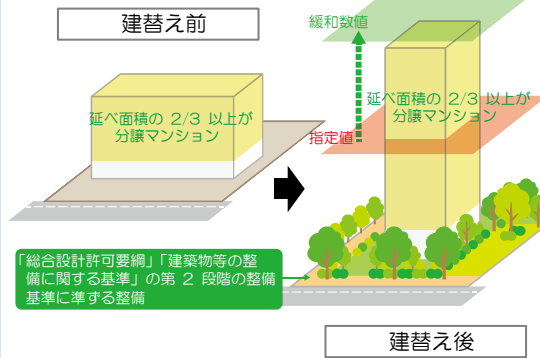 建替え前
延べ面積の 2/3 以上が
分譲マンション
緩和数値
延べ面積の 2/3 以上が
分譲マンション
指定値
「総合設計許可要綱」「建築物等の整
備に関する基準」の第 2 段階の整備
基準に準ずる整備
建替え後